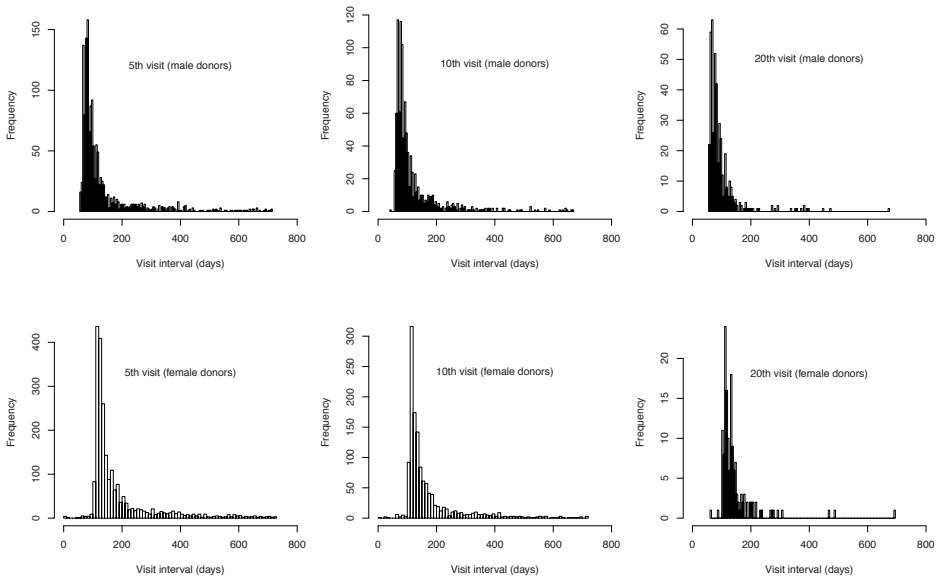 5th visit (male donors)
Frequency
0 50 100 150
0 200 400 600 800
Visit interval (days)
10th visit (male donors)
Frequency
0 20 40 60 80 100 120
0 200 400 600 800
Visit interval (days)
20th visit (male donors)
Frequency
0 10 20 30 40 50 60
0 200 400 600 800
Visit interval (days)
5th visit (female donors)
Frequency
0 100 200 300 400
0 200 400 600 800
Visit interval (days)
10th visit (female donors)
Frequency
0 50 100 150 200 250 300
0 200 400 600 800
Visit interval (days)
20th visit (female donors)
Frequency
0 5 10 15 20
0 200 400 600 800
Visit interval (days)